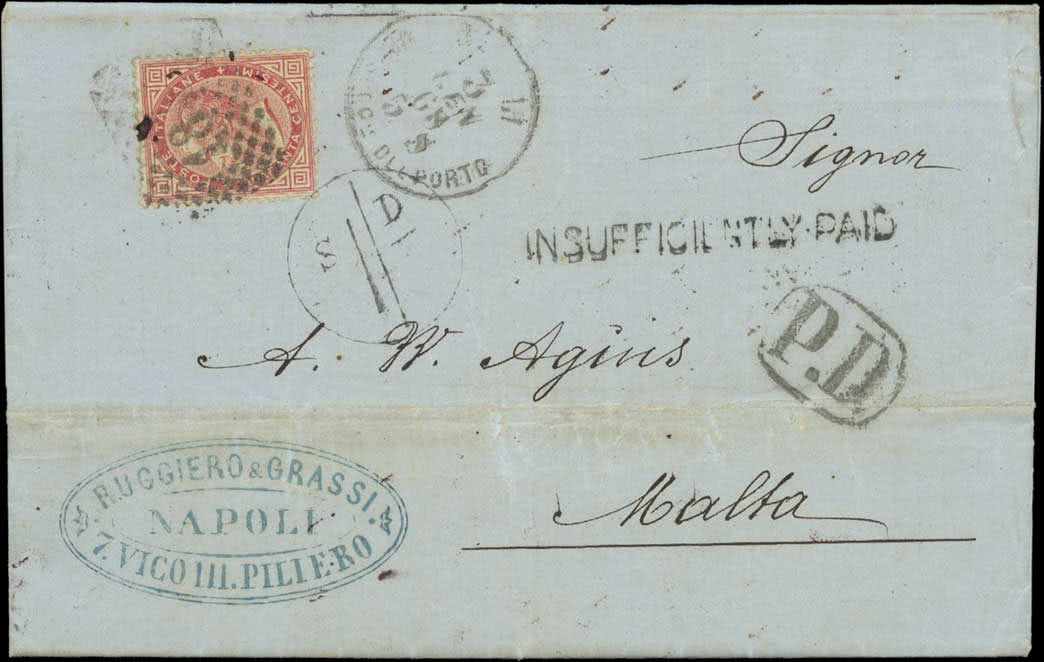 Signor
INSUFFICIENTLY-PAID
D
A. W. Agius
P.D
Malta
RUGGIERO & GRASSI.
NAPOLI
7. VICO III. PILIERO